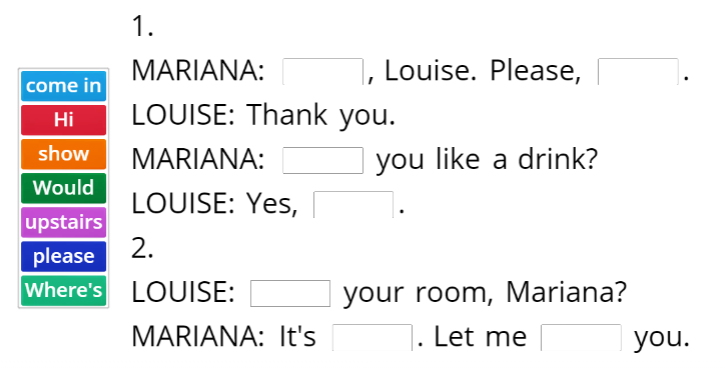 come in
Hi
show
Would
upstairs
please
Where's
1.
MARIANA: , Louise. Please, .
LOUISE: Thank you.
MARIANA: you like a drink?
LOUISE: Yes, .
2.
LOUISE: your room, Mariana?
MARIANA: It's . Let me you.